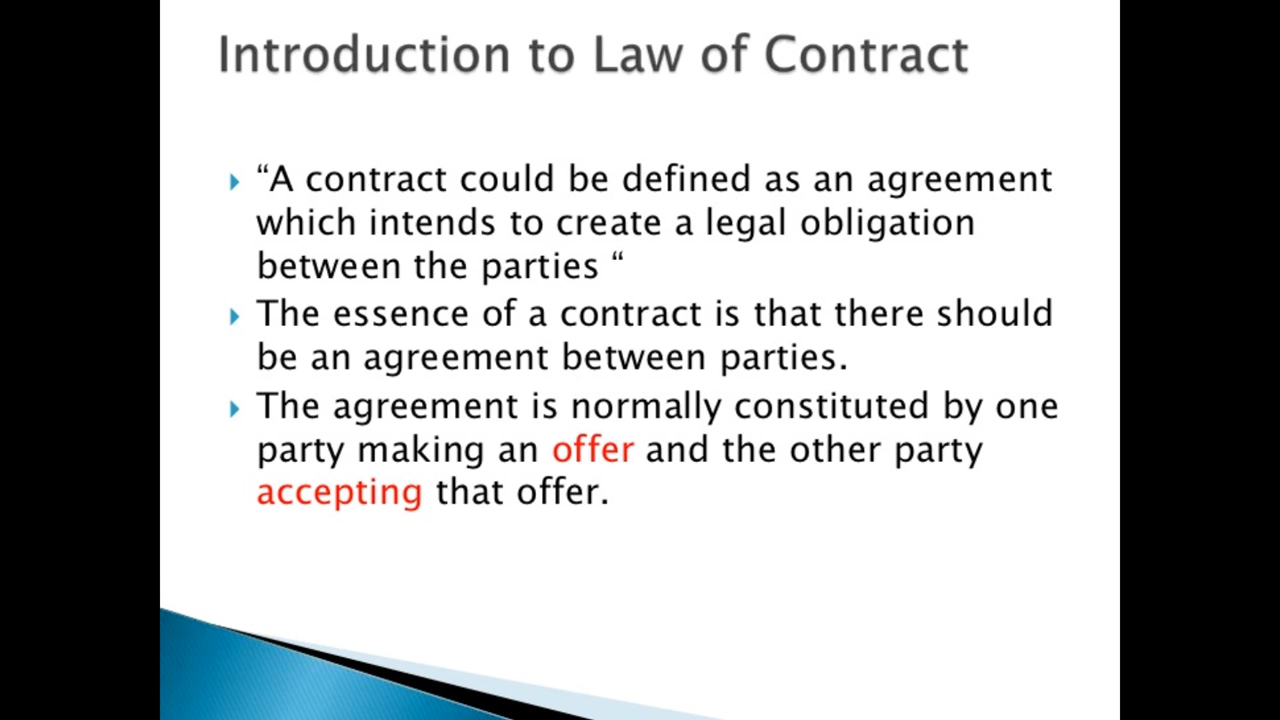 Introduction to Law of Contract
“A contract could be defined as an agreement
which intends to create a legal obligation
between the parties “
The essence of a contract is that there should
be an agreement between parties.
The agreement is normally constituted by one
party making an offer and the other party
accepting that offer.